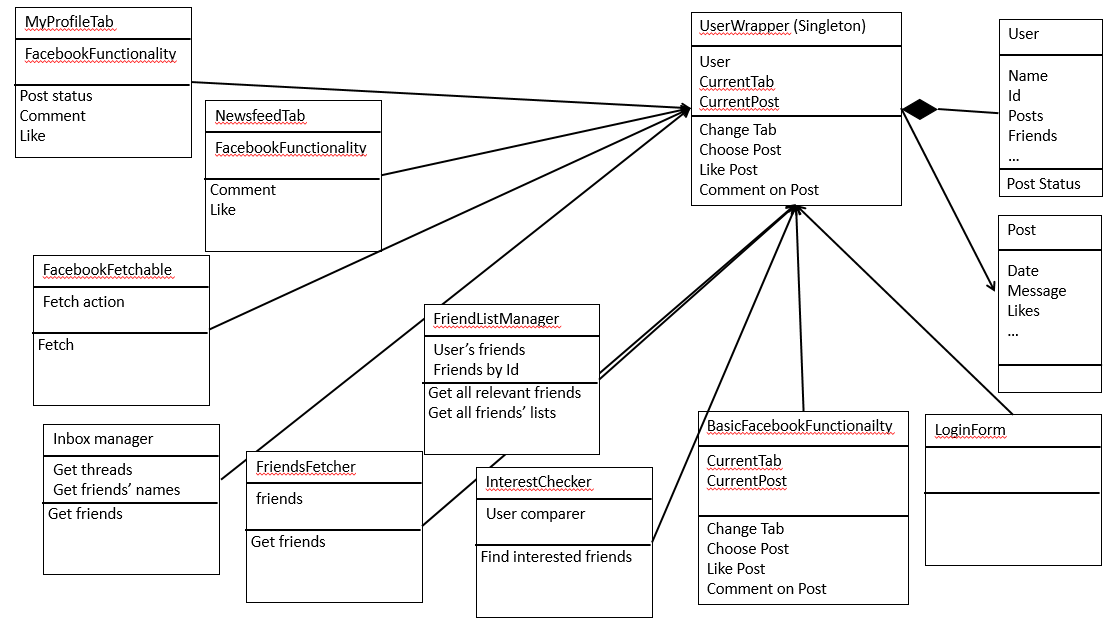 MyProfileTab
FacebookFunctionality
Post status
Comment
Like
NewsfeedTab
FacebookFunctionality
Comment
Like
FacebookFetchable
Fetch action
Fetch
Inbox manager
Get threads
Get friends' names
Get friends
FriendsFetcher
friends
Get friends
FriendListManager
User's friends
Friends by Id
Get all relevant friends
Get all friends' lists
InterestChecker
User comparer
Find interested friends
UserWrapper (Singleton)
User
CurrentTab
CurrentPost
Change Tab
Choose Post
Like Post
Comment on Post
BasicFacebookFunctionailty
CurrentTab
CurrentPost
Change Tab
Choose Post
Like Post
Comment on Post
User
Name
Id
Posts
Friends
...
Post Status
Post
Date
Message
Likes
...
LoginForm